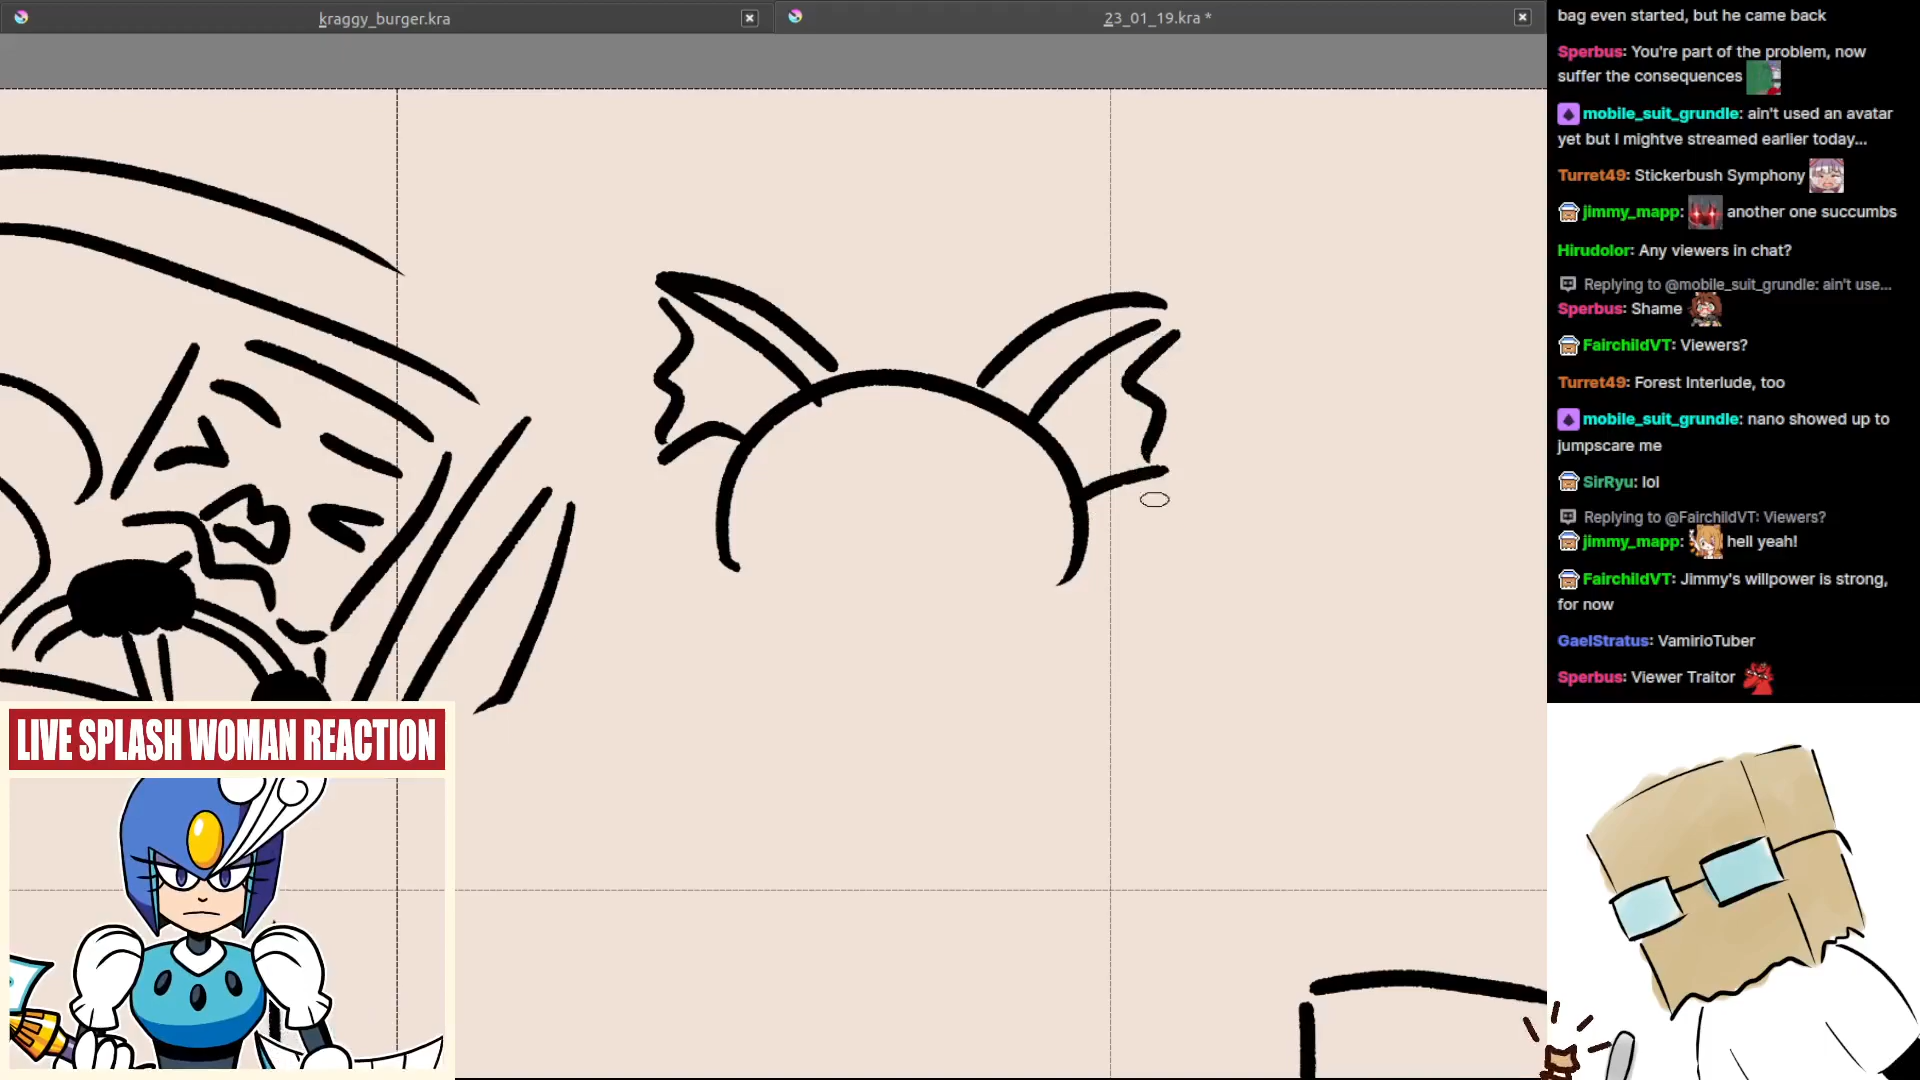 kraggy_burger.kra
23_01_19.kra *
bag even started, but he came back
Sperbus: You're part of the problem, now
suffer the consequences
mobile_suit_grundle: ain't used an avatar
yet but I mightve streamed earlier today...
Turret49: Stickerbush Symphony
jimmy_mapp: another one succumbs
Hirudolor: Any viewers in chat?
Replying to @mobile_suit_grundle: ain't use...
Sperbus: Shame
FairchildVT: Viewers?
Turret49: Forest Interlude, too
mobile_suit_grundle: nano showed up to
jumpscare me
SirRyu: lol
Replying to @FairchildVT: Viewers?
jimmy_mapp: hell yeah!
FairchildVT: Jimmy's willpower is strong,
for now
GaelStratus: VamirioTuber
Sperbus: Viewer Traitor
LIVE SPLASH WOMAN REACTION